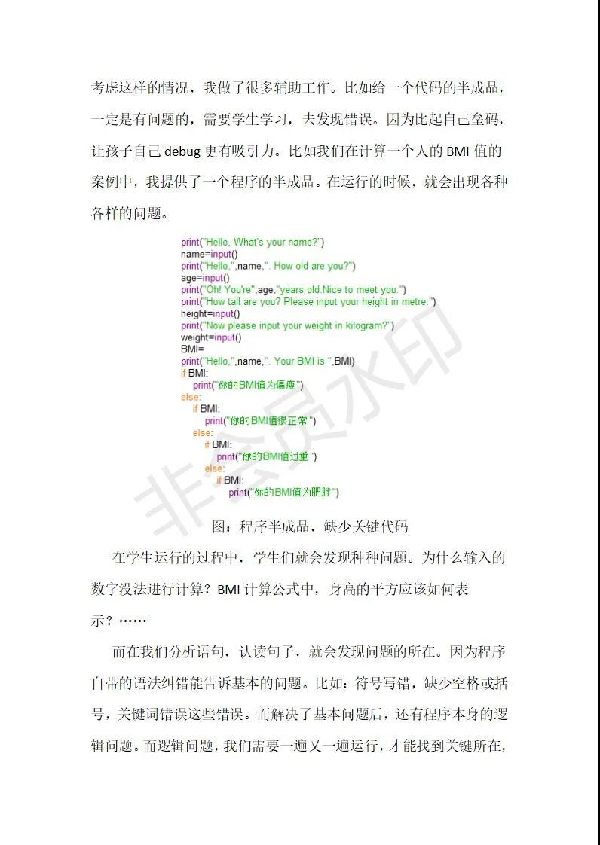 考虑这样的情况，我做了很多辅助工作。比如给一个代码的半成品，
一定是有问题的，需要学生学习，去发现错误。因为比起自己垒码，
让孩子自己 debug 更有吸引力。比如我们在计算一个人的 BMI 值的
案例中，我提供了一个程序的半成品。在运行的时候，就会出现各种
各样的问题。
print("Hello, What's your name?")
name=input()
print("Hello,",name,". How old are you?")
age=input()
print("Oh! You're",age,"years old.Nice to meet you.")
print("How tall are you? Please input your height in metre.")
height=input()
print("Now please input your weight in kilogram?")
weight=input()
BMI=
print("Hello,",name,". Your BMI is ",BMI)
if BMI:
print("你的BMI值为偏瘦")
else:
if BMI:
print("你的BMI值很正常")
else:
if BMI:
print("你的BMI值过重")
else:
if BMI:
print("你的BMI值为肥胖")
非会员水印
图：程序半成品，缺少关键代码
在学生运行的过程中，学生们就会发现种种问题。为什么输入的
数字没法进行计算？BMI 计算公式中，身高的平方应该如何表
示？……
而在我们分析语句，认读句子，就会发现问题的所在。因为程序
自带的语法纠错能告诉基本的问题。比如：符号写错，缺少空格或括
号，关键词错误这些错误。而解决了基本问题后，还有程序本身的逻
辑问题。而逻辑问题，我们需要一遍又一遍运行，才能找到关键所在，